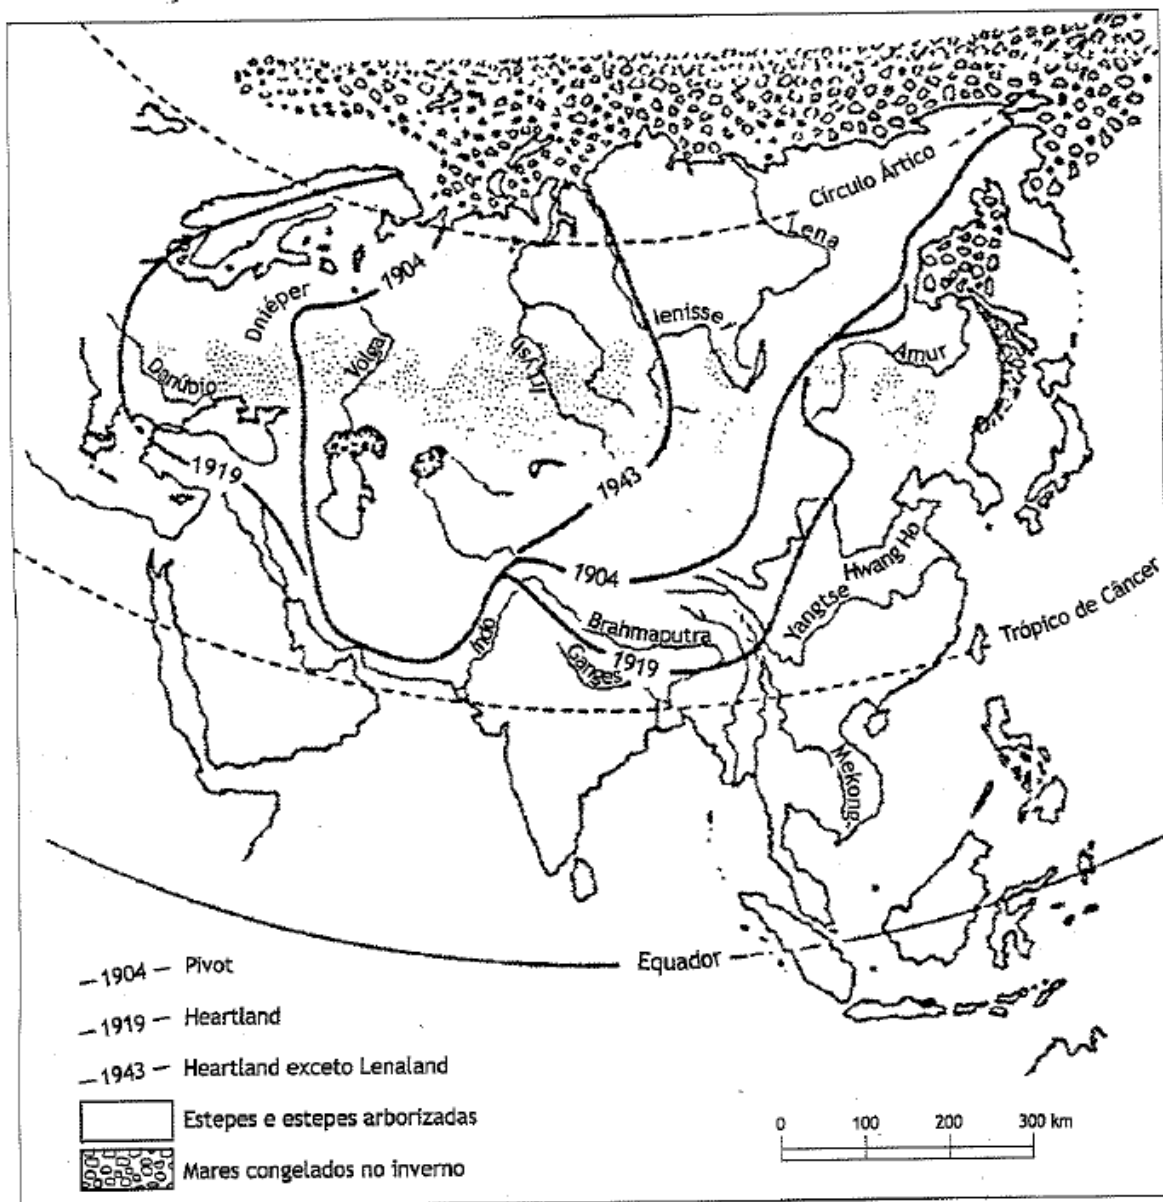 Círculo Ártico
Lena
1904
Dniéper
Ienisse
Volga
Amur
Danúbio
1919
1943
Hwang Ho
1904
Yangtse
Trópico de Câncer
Brahmaputra
Indo
1919
Ganges
Mekong
Equador
1904 Pivot
1919 Heartland
1943 Heartland exceto Lenaland
Estepes e estepes arborizadas
Mares congelados no inverno
0 100 200 300 km